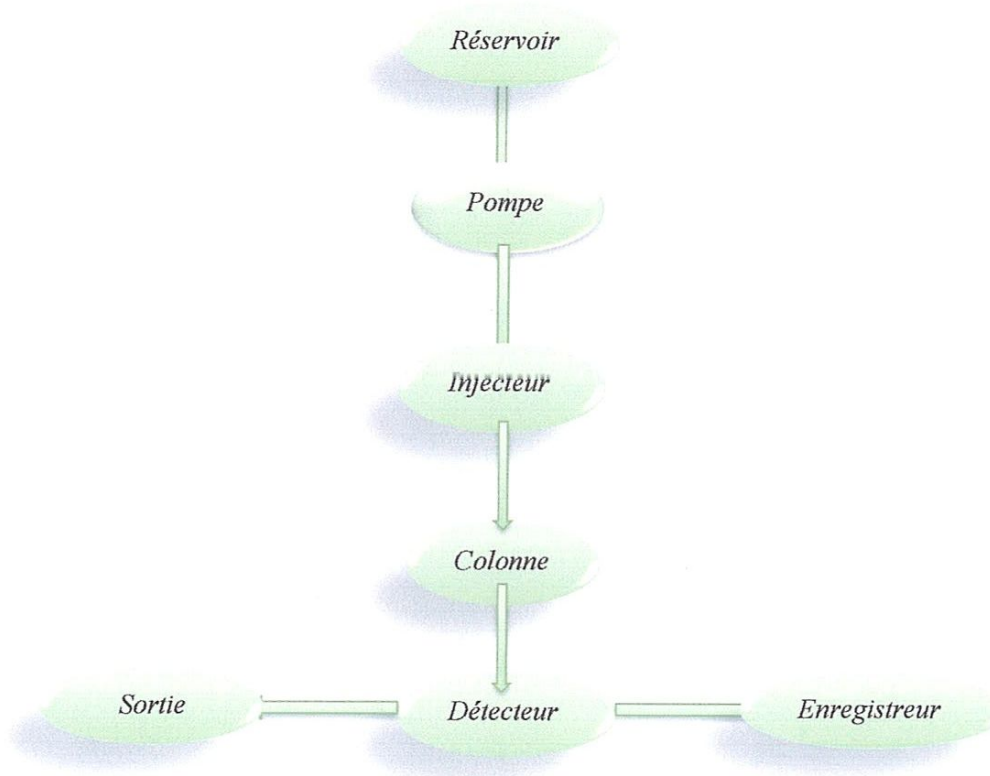 Réservoir
Pompe
Injecteur
Colonne
Sortie Détecteur Enregistreur